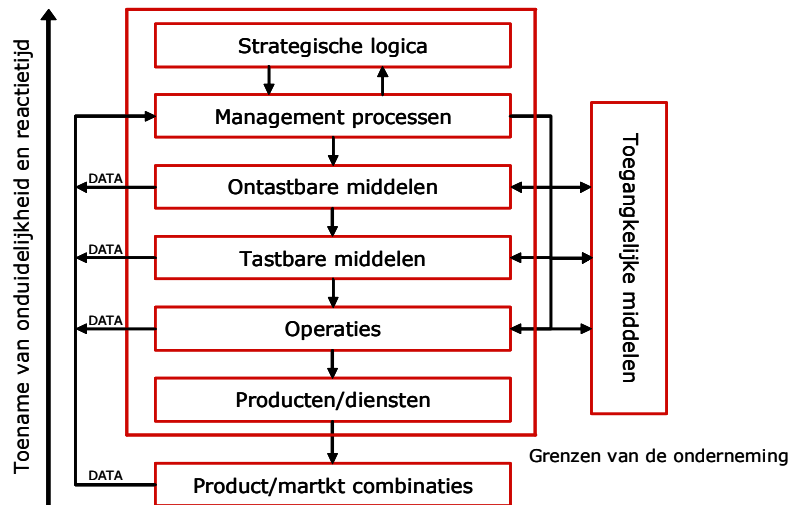 Toename van onduidelijkheid en reactietijd
Strategische logica
Management processen
DATA
Ontastbare middelen
DATA
Tastbare middelen
DATA
Operaties
Producten/diensten
DATA
Product/martkt combinaties
Toegangkelijke middelen
Grenzen van de onderneming